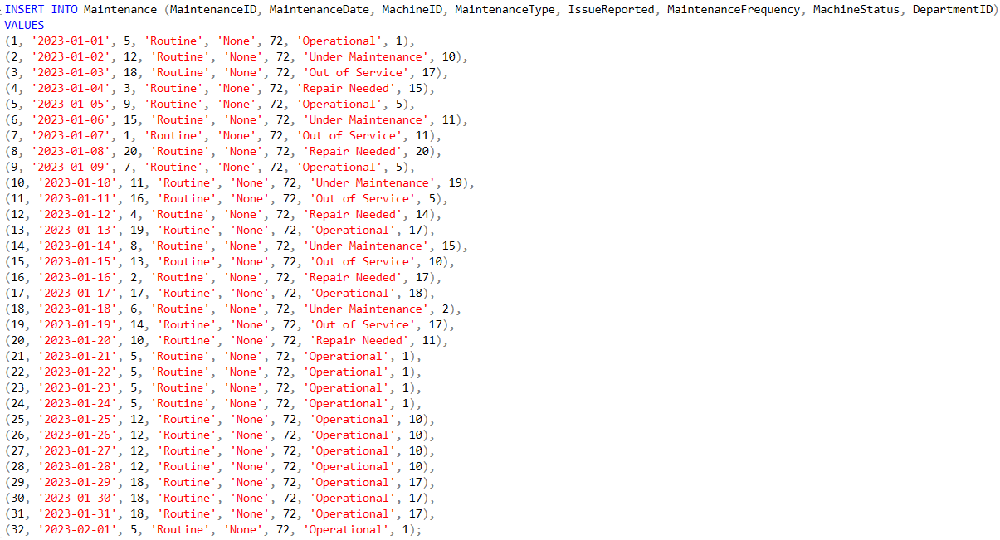 INSERT INTO Maintenance (MaintenanceID, MaintenanceDate, MachineID, MaintenanceType, IssueReported, MaintenanceFrequency, MachineStatus, DepartmentID)
VALUES
(1, '2023-01-01', 5, 'Routine', 'None', 72, 'Operational', 1),
(2, '2023-01-02', 12, 'Routine', 'None', 72, 'Under Maintenance', 10),
(3, '2023-01-03', 18, 'Routine', 'None', 72, 'Out of Service', 17),
(4, '2023-01-04', 3, 'Routine', 'None', 72, 'Repair Needed', 15),
(5, '2023-01-05', 9, 'Routine', 'None', 72, 'Operational', 5),
(6, '2023-01-06', 15, 'Routine', 'None', 72, 'Under Maintenance', 11),
(7, '2023-01-07', 1, 'Routine', 'None', 72, 'Out of Service', 11),
(8, '2023-01-08', 20, 'Routine', 'None', 72, 'Repair Needed', 20),
(9, '2023-01-09', 7, 'Routine', 'None', 72, 'Operational', 5),
(10, '2023-01-10', 11, 'Routine', 'None', 72, 'Under Maintenance', 19),
(11, '2023-01-11', 16, 'Routine', 'None', 72, 'Out of Service', 5),
(12, '2023-01-12', 4, 'Routine', 'None', 72, 'Repair Needed', 14),
(13, '2023-01-13', 19, 'Routine', 'None', 72, 'Operational', 17),
(14, '2023-01-14', 8, 'Routine', 'None', 72, 'Under Maintenance', 15),
(15, '2023-01-15', 13, 'Routine', 'None', 72, 'Out of Service', 10),
(16, '2023-01-16', 2, 'Routine', 'None', 72, 'Repair Needed', 17),
(17, '2023-01-17', 17, 'Routine', 'None', 72, 'Operational', 18),
(18, '2023-01-18', 6, 'Routine', 'None', 72, 'Under Maintenance', 2),
(19, '2023-01-19', 14, 'Routine', 'None', 72, 'Out of Service', 17),
(20, '2023-01-20', 10, 'Routine', 'None', 72, 'Repair Needed', 11),
(21, '2023-01-21', 5, 'Routine', 'None', 72, 'Operational', 1),
(22, '2023-01-22', 5, 'Routine', 'None', 72, 'Operational', 1),
(23, '2023-01-23', 5, 'Routine', 'None', 72, 'Operational', 1),
(24, '2023-01-24', 5, 'Routine', 'None', 72, 'Operational', 1),
(25, '2023-01-25', 12, 'Routine', 'None', 72, 'Operational', 10),
(26, '2023-01-26', 12, 'Routine', 'None', 72, 'Operational', 10),
(27, '2023-01-27', 12, 'Routine', 'None', 72, 'Operational', 10),
(28, '2023-01-28', 12, 'Routine', 'None', 72, 'Operational', 10),
(29, '2023-01-29', 18, 'Routine', 'None', 72, 'Operational', 17),
(30, '2023-01-30', 18, 'Routine', 'None', 72, 'Operational', 17),
(31, '2023-01-31', 18, 'Routine', 'None', 72, 'Operational', 17),
(32, '2023-02-01', 5, 'Routine', 'None', 72, 'Operational', 1);